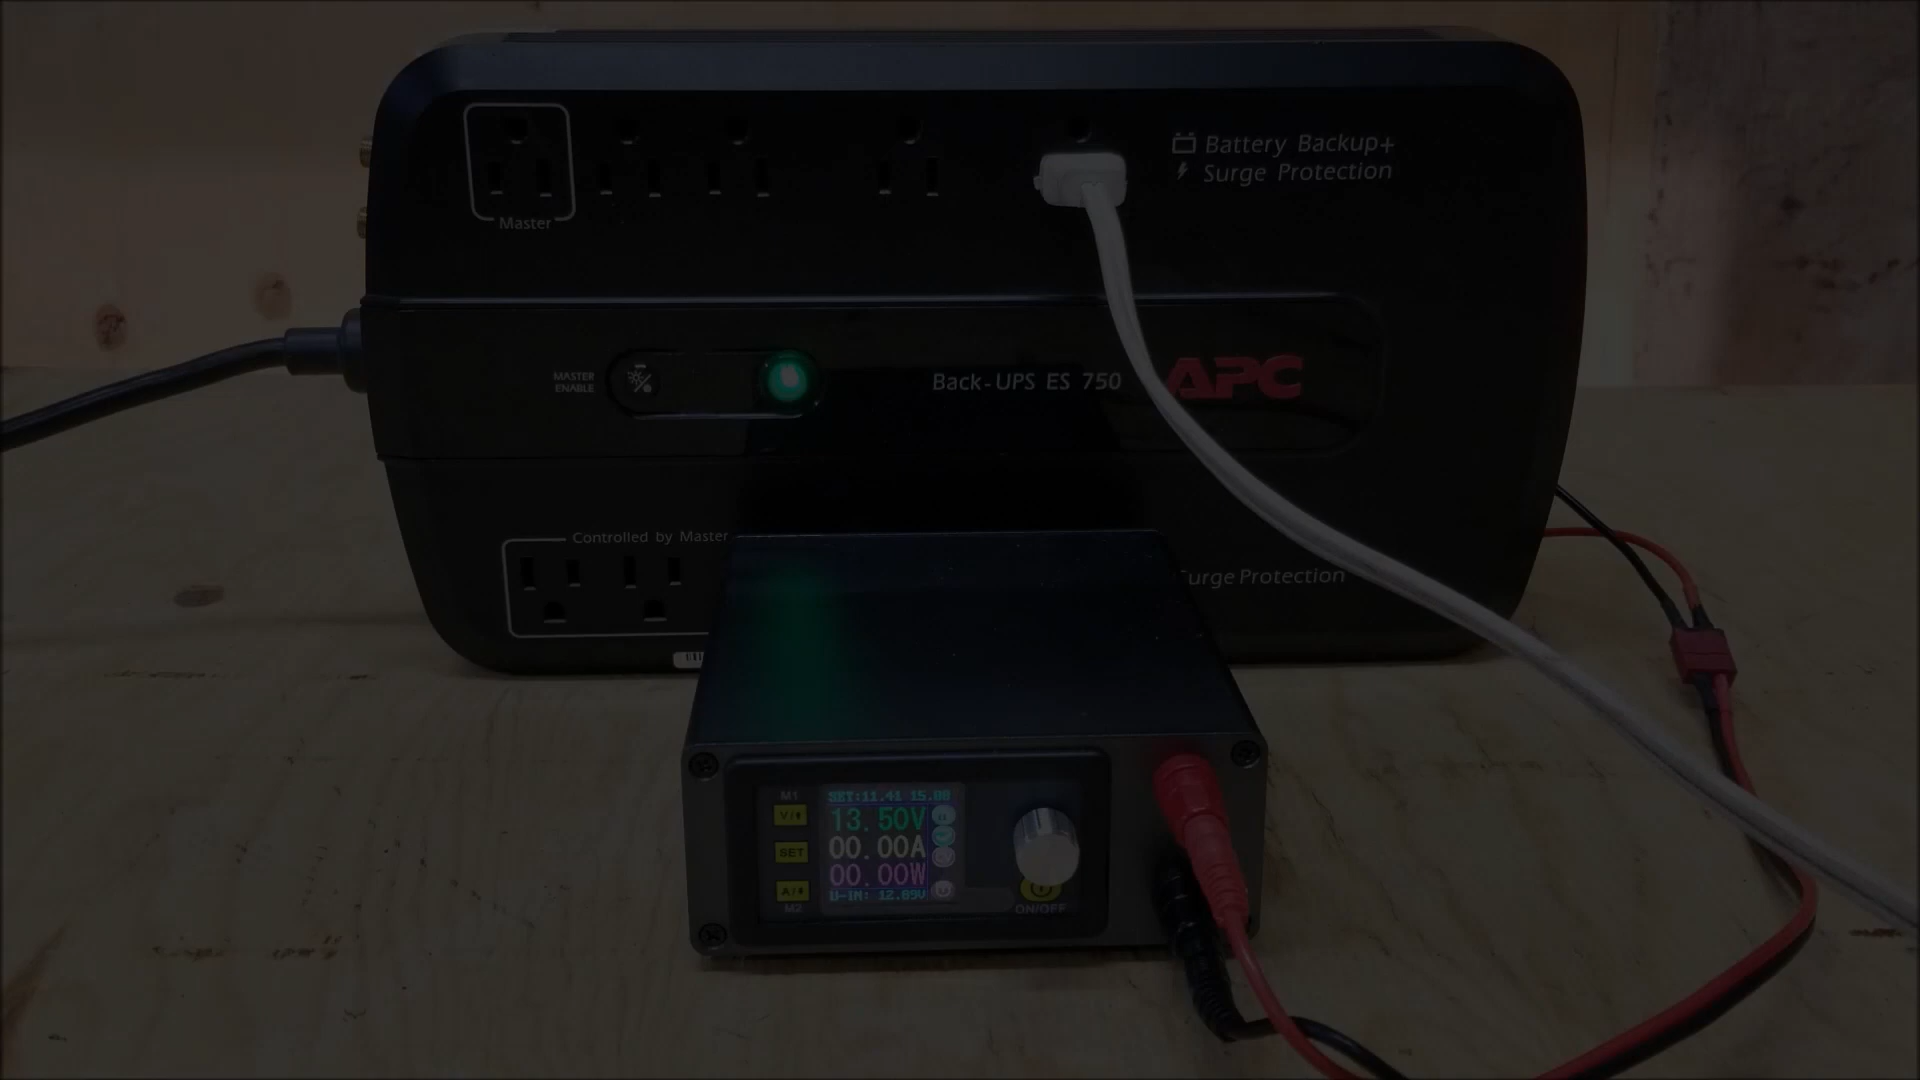 Battery Backup+
Surge Protection
Master
MASTER
ENABLE
Back-UPS ES 750
APC
Controlled by Master
Surge Protection
M1
V/
SET
A/
M2
SET:11.41 15.00
13.50V
00.00A
00.00W
U-IN: 12.89V
ON/OFF